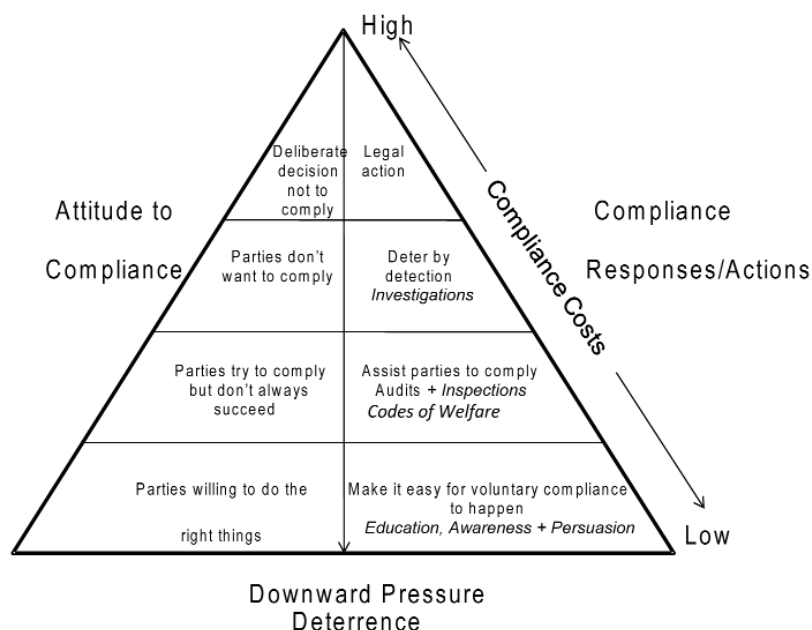 High
Deliberate
decision
not to
comply
Legal
action
Attitude to
Compliance
Compliance
Responses/Actions
Compliance Costs
Parties don't
want to comply
Deter by
detection
Investigations
Parties try to comply
but don't always
succeed
Assist parties to comply
Audits + Inspections
Codes of Welfare
Parties willing to do the
right things
Make it easy for voluntary compliance
to happen
Education, Awareness + Persuasion
Low
Downward Pressure
Deterrence